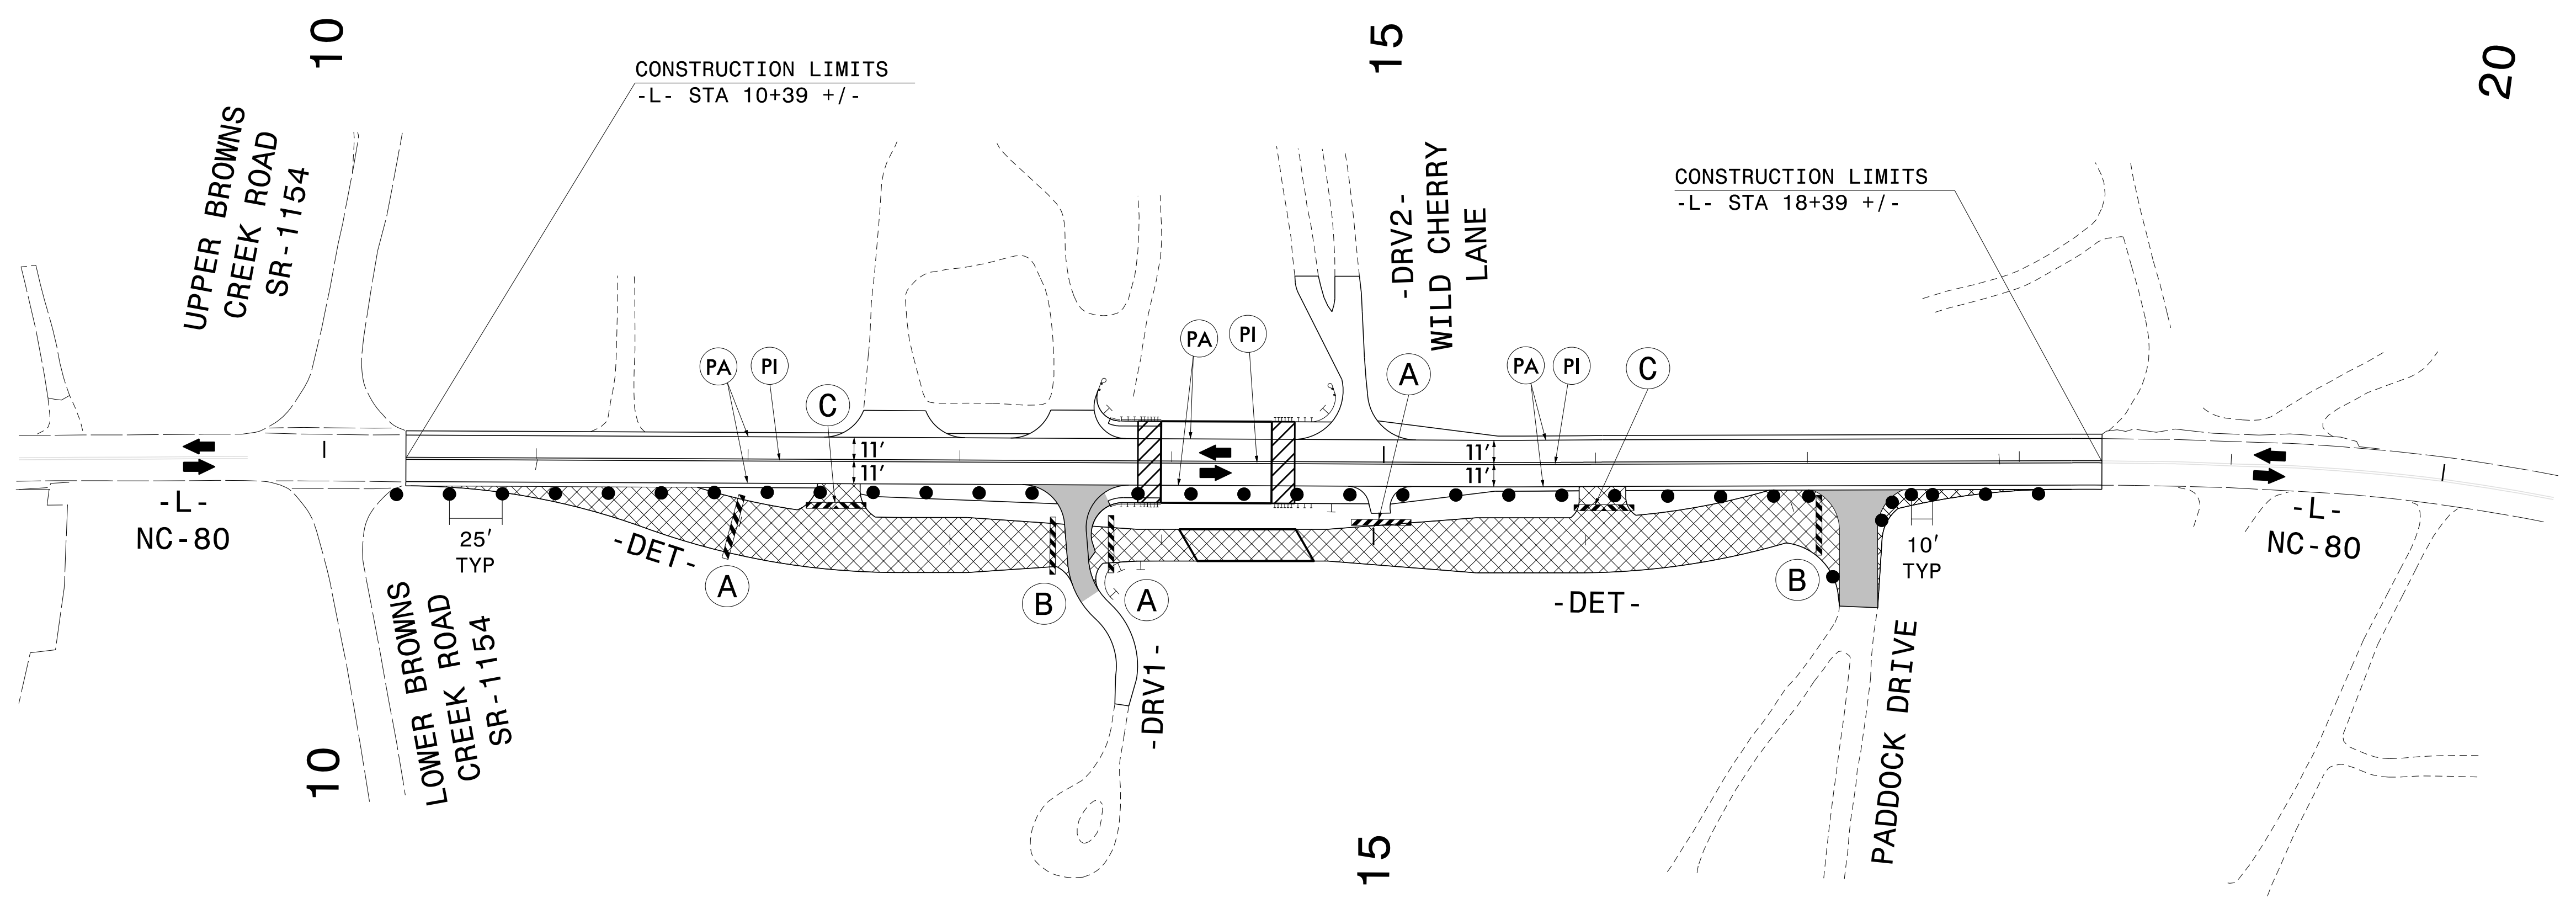 10
15
20
CONSTRUCTION LIMITS
-L- STA 10+39 +/-
UPPER BROWNS
CREEK ROAD
SR-1154
-DRV2-
WILD CHERRY
LANE
CONSTRUCTION LIMITS
-L- STA 18+39 +/-
PA
PI
C
PA
PI
A
PA
PI
C
11'
11'
11'
11'
-L-
NC-80
25'
TYP
-DET-
A
B
A
-DET-
B
10'
TYP
-L-
NC-80
LOWER BROWNS
CREEK ROAD
SR-1154
-DRV1-
PADDOCK DRIVE
10
15